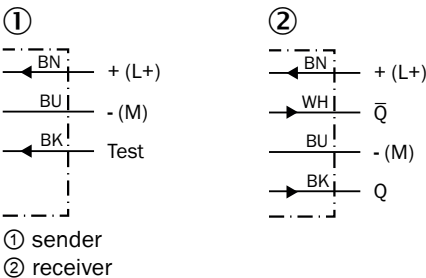 ① ②
BN + (L+)
BU - (M)
BK Test
BN + (L+)
WH Q̅
BU - (M)
BK Q
① sender
② receiver